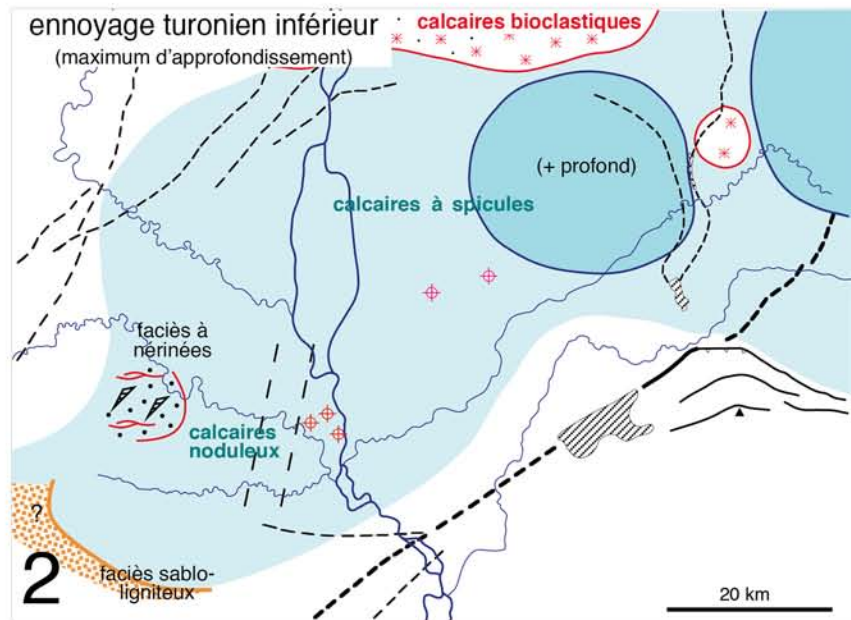 ennoyage turonien inférieur
(maximum d'approfondissement)
calcaires bioclastiques
(+ profond)
calcaires à spicules
faciès à
nérinées
calcaires
noduleux
?
2
faciès sablo-
ligniteux
20 km